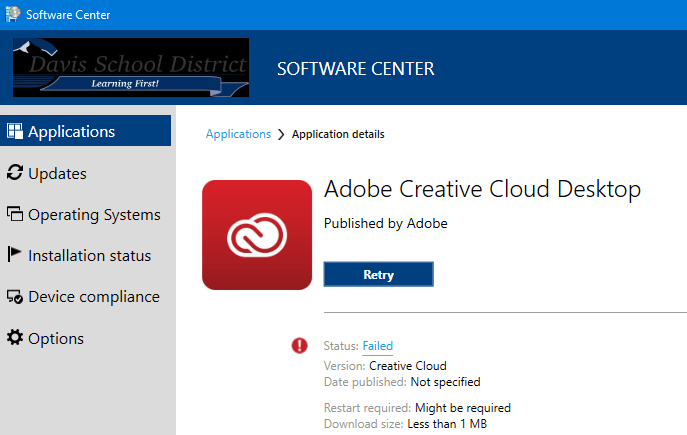 Software Center
Davis School District
Learning First!
SOFTWARE CENTER
Applications
Updates
Operating Systems
Installation status
Device compliance
Options
Applications > Application details
Adobe Creative Cloud Desktop
Published by Adobe
Retry
Status: Failed
Version: Creative Cloud
Date published: Not specified
Restart required: Might be required
Download size: Less than 1 MB